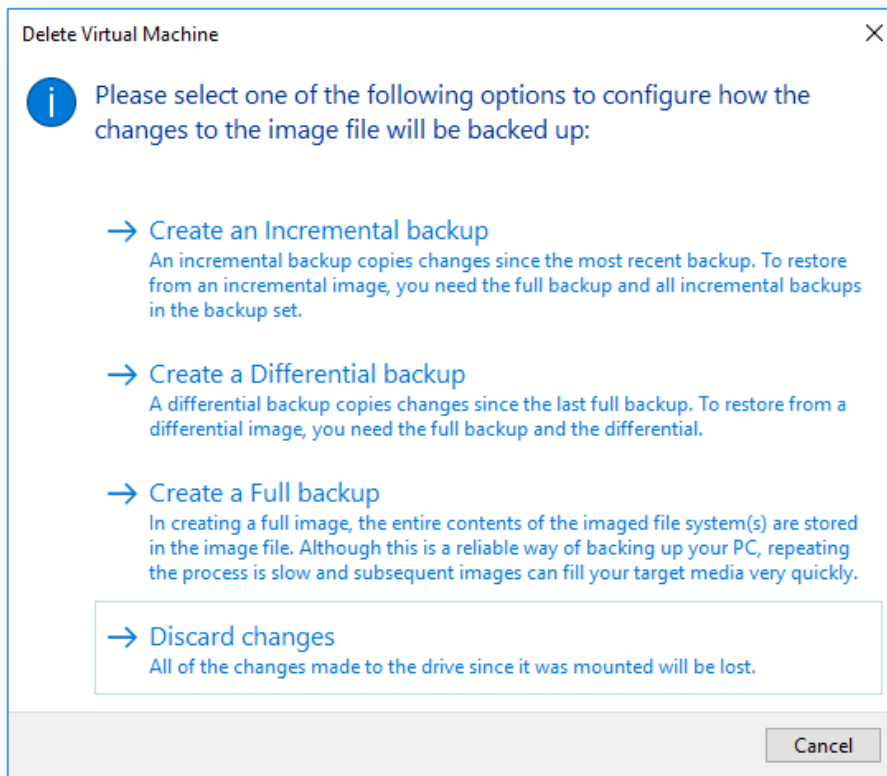 Delete Virtual Machine
Please select one of the following options to configure how the
changes to the image file will be backed up:
Create an Incremental backup
An incremental backup copies changes since the most recent backup. To restore
from an incremental image, you need the full backup and all incremental backups
in the backup set.
Create a Differential backup
A differential backup copies changes since the last full backup. To restore from a
differential image, you need the full backup and the differential.
Create a Full backup
In creating a full image, the entire contents of the imaged file system(s) are stored
in the image file. Although this is a reliable way of backing up your PC, repeating
the process is slow and subsequent images can fill your target media very quickly.
Discard changes
All of the changes made to the drive since it was mounted will be lost.
Cancel